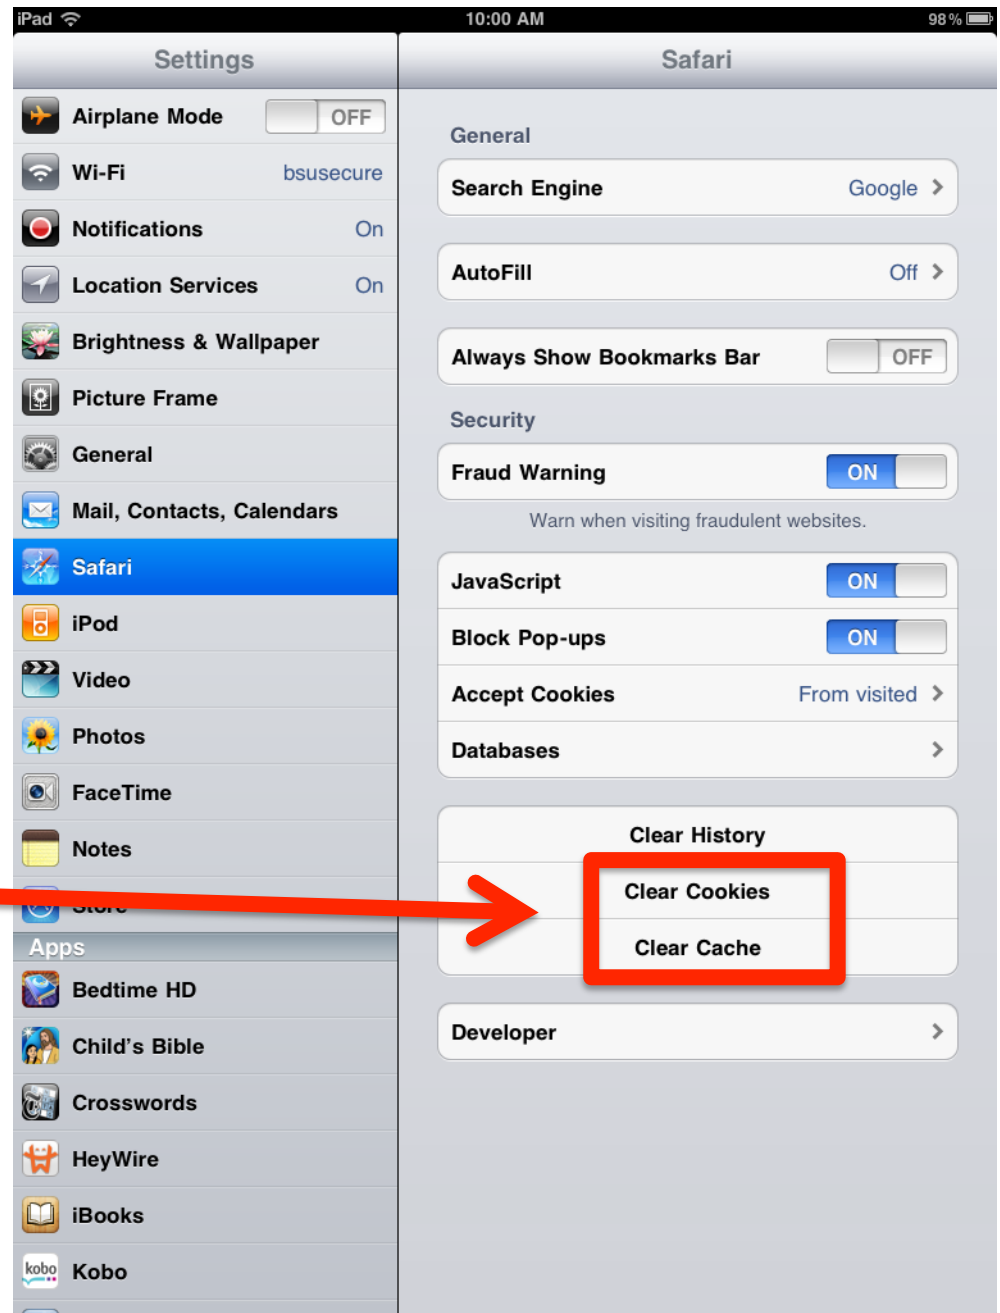 iPad 10:00 AM 98%
Settings
Airplane Mode OFF
Wi-Fi bsusecure
Notifications On
Location Services On
Brightness & Wallpaper
Picture Frame
General
Mail, Contacts, Calendars
Safari
iPod
Video
Photos
FaceTime
Notes
Store
Apps
Bedtime HD
Child's Bible
Crosswords
HeyWire
iBooks
kobo Kobo
Safari
General
Search Engine Google
AutoFill Off
Always Show Bookmarks Bar OFF
Security
Fraud Warning ON
Warn when visiting fraudulent websites.
JavaScript ON
Block Pop-ups ON
Accept Cookies From visited
Databases
Clear History
Clear Cookies
Clear Cache
Developer